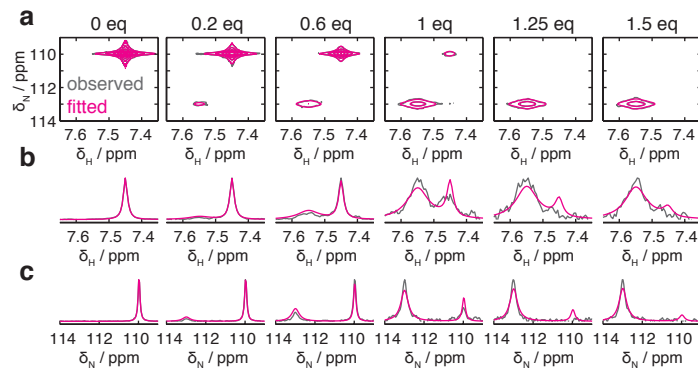 a 0 eq 0.2 eq 0.6 eq 1 eq 1.25 eq 1.5 eq
δN / ppm
110
112
114
observed
fitted
7.6 7.5 7.4 7.6 7.5 7.4 7.6 7.5 7.4 7.6 7.5 7.4 7.6 7.5 7.4 7.6 7.5 7.4
δH / ppm δH / ppm δH / ppm δH / ppm δH / ppm δH / ppm
b
7.6 7.5 7.4 7.6 7.5 7.4 7.6 7.5 7.4 7.6 7.5 7.4 7.6 7.5 7.4 7.6 7.5 7.4
δH / ppm δH / ppm δH / ppm δH / ppm δH / ppm δH / ppm
c
114 112 110 114 112 110 114 112 110 114 112 110 114 112 110 114 112 110
δN / ppm δN / ppm δN / ppm δN / ppm δN / ppm δN / ppm